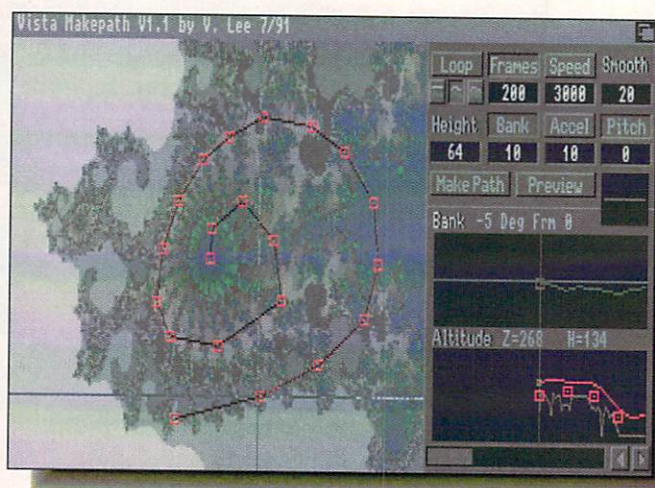 Vista Makepath V1.1 by V. Lee 7/91
Loop Frames Speed Smooth
200 3000 20
Height Bank Accel Pitch
64 10 10 0
Make Path Preview
Bank -5 Deg Frm 0
Altitude Z=268 H=134